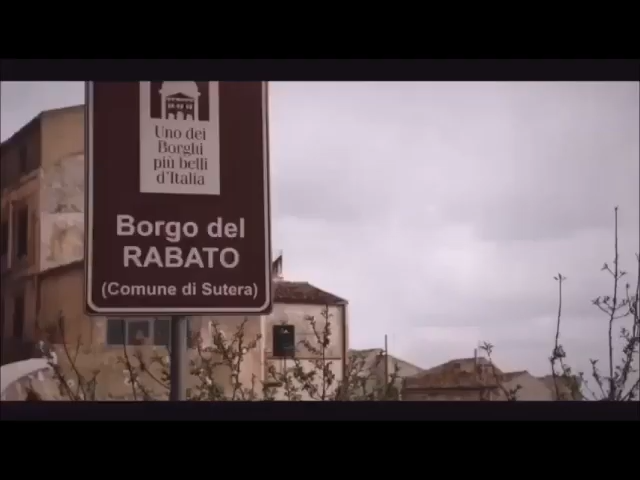 Uno dei
Borghi
più belli
d'Italia
Borgo del
RABATO
(Comune di Sutera)